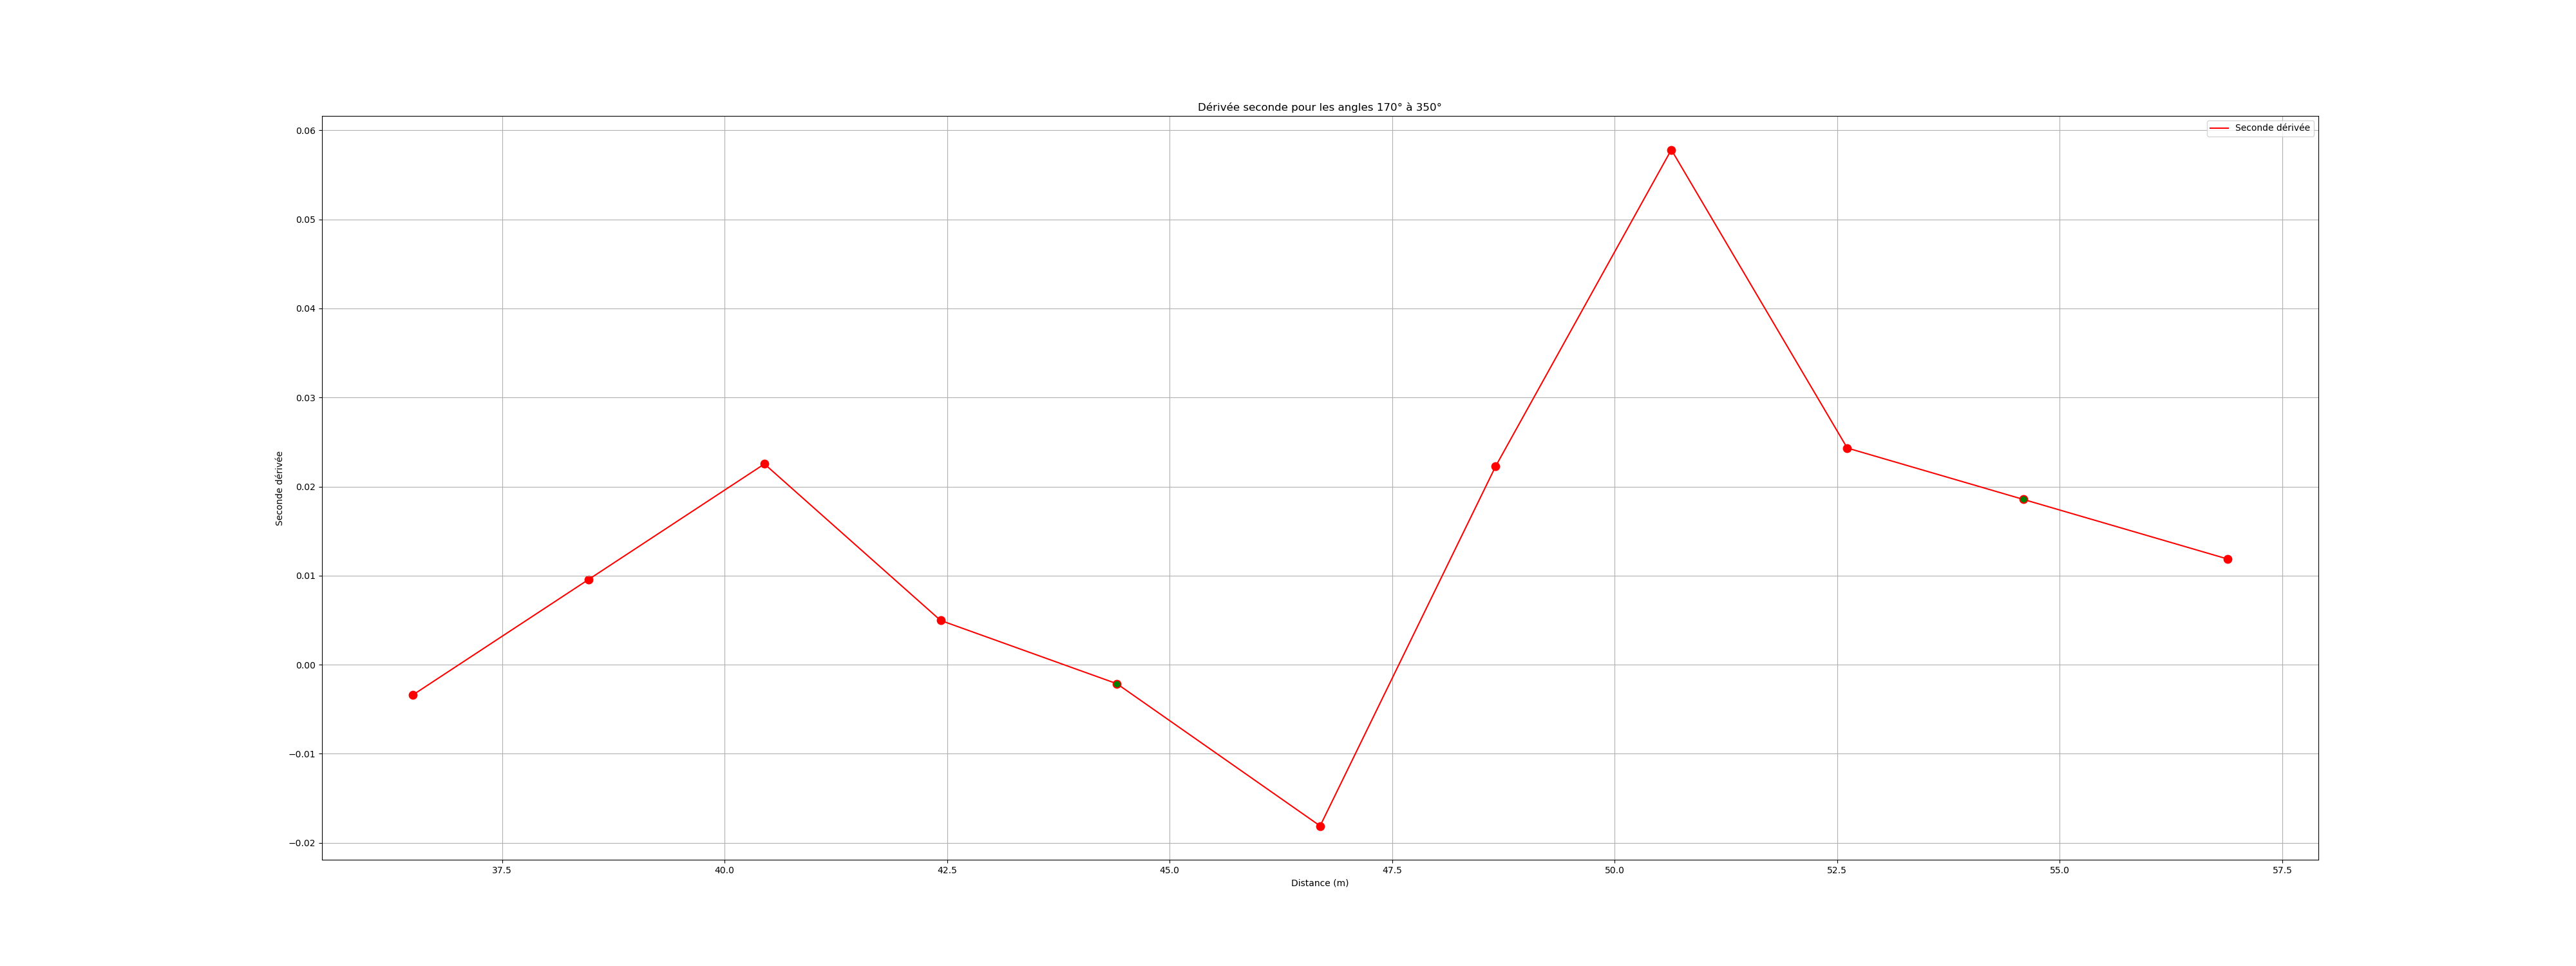 Dérivée seconde pour les angles 170° à 350°
Seconde dérivée
0.06
0.05
0.04
0.03
0.02
0.01
0.00
−0.01
−0.02
Seconde dérivée
37.5 40.0 42.5 45.0 47.5 50.0 52.5 55.0 57.5
Distance (m)